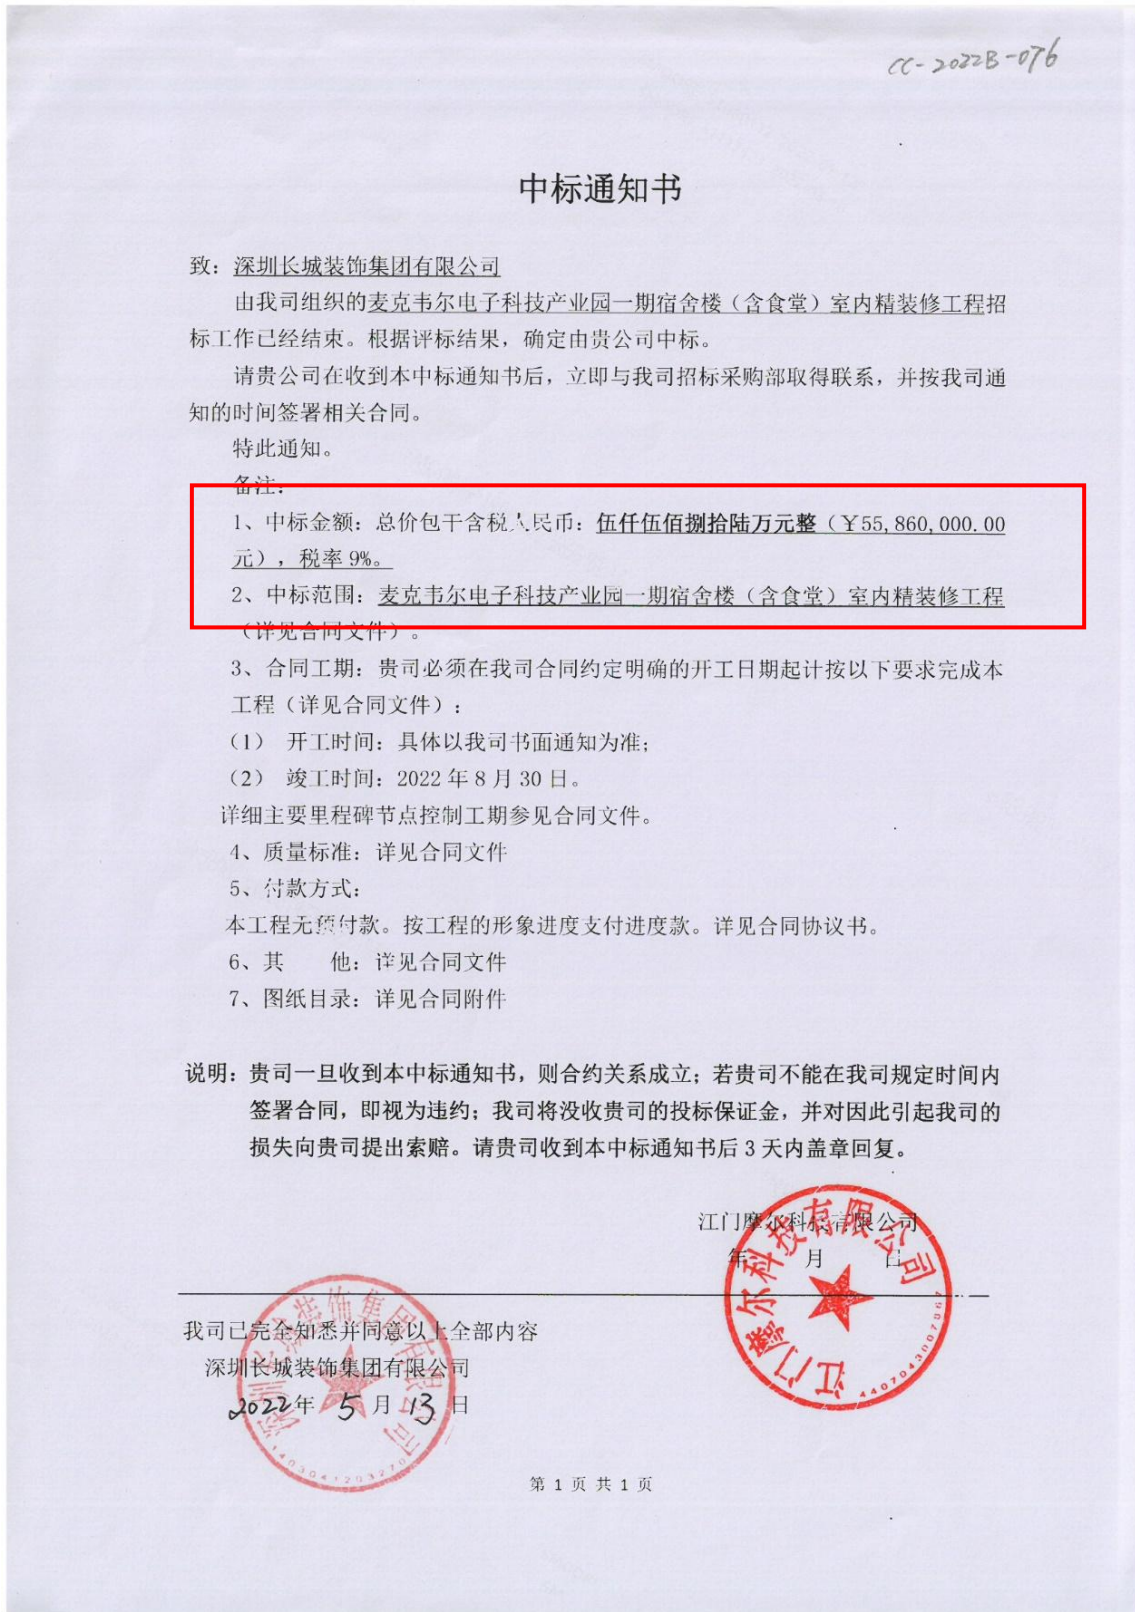 CC-2022B-076
中标通知书
致：深圳长城装饰集团有限公司
由我司组织的麦克韦尔电子科技产业园一期宿舍楼（含食堂）室内精装修工程招
标工作已经结束。根据评标结果，确定由贵公司中标。
请贵公司在收到本中标通知书后，立即与我司招标采购部取得联系，并按我司通
知的时间签署相关合同。
特此通知。
备注：
1、中标金额：总价包干含税人民币：伍仟伍佰捌拾陆万元整（￥55,860,000.00
元），税率 9%。
2、中标范围：麦克韦尔电子科技产业园一期宿舍楼（含食堂）室内精装修工程
（详见合同文件）。
3、合同工期：贵司必须在我司合同约定明确的开工日期起计按以下要求完成本
工程（详见合同文件）：
（1） 开工时间：具体以我司书面通知为准；
（2） 竣工时间：2022 年 8 月 30 日。
详细主要里程碑节点控制工期参见合同文件。
4、质量标准：详见合同文件
5、付款方式：
本工程无预付款。按工程的形象进度支付进度款。详见合同协议书。
6、其　　他：详见合同文件
7、图纸目录：详见合同附件
说明：贵司一旦收到本中标通知书，则合约关系成立；若贵司不能在我司规定时间内
签署合同，即视为违约；我司将没收贵司的投标保证金，并对因此引起我司的
损失向贵司提出索赔。请贵司收到本中标通知书后 3 天内盖章回复。
江门摩尔科技有限公司
年　　月　　日
江门摩尔科技有限公司
4407043007067
我司已完全知悉并同意以上全部内容
深圳长城装饰集团有限公司
2022年 5 月 13 日
深圳长城装饰集团有限公司
第 1 页 共 1 页